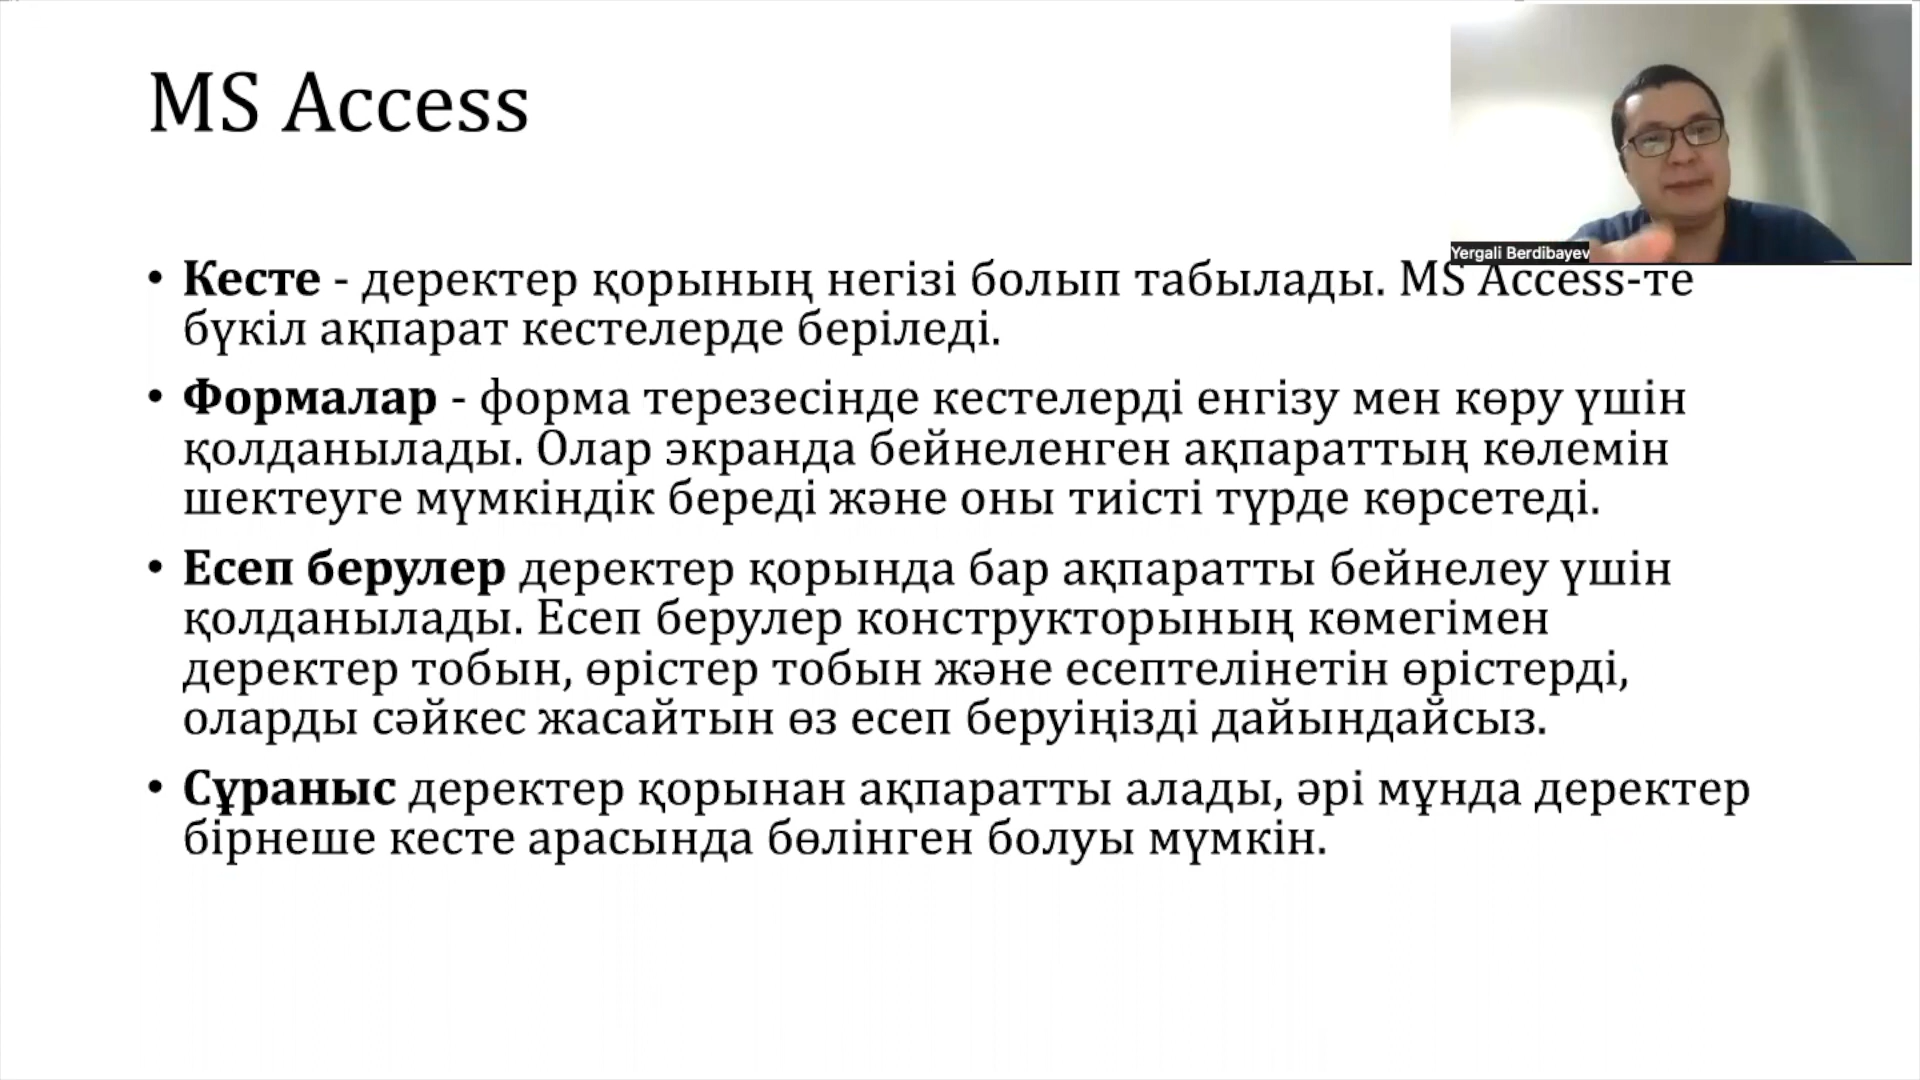 MS Access
Yergali Berdibayev
• Кесте - деректер қорының негізі болып табылады. MS Access-те
бүкіл ақпарат кестелерде беріледі.
• Формалар - форма терезесінде кестелерді енгізу мен көру үшін
қолданылады. Олар экранда бейнеленген ақпараттың көлемін
шектеуге мүмкіндік береді және оны тиісті түрде көрсетеді.
• Есеп берулер деректер қорында бар ақпаратты бейнелеу үшін
қолданылады. Есеп берулер конструкторының көмегімен
деректер тобын, өрістер тобын және есептелінетін өрістерді,
оларды сәйкес жасайтын өз есеп беруіңізді дайындайсыз.
• Сұраныс деректер қорынан ақпаратты алады, әрі мұнда деректер
бірнеше кесте арасында бөлінген болуы мүмкін.